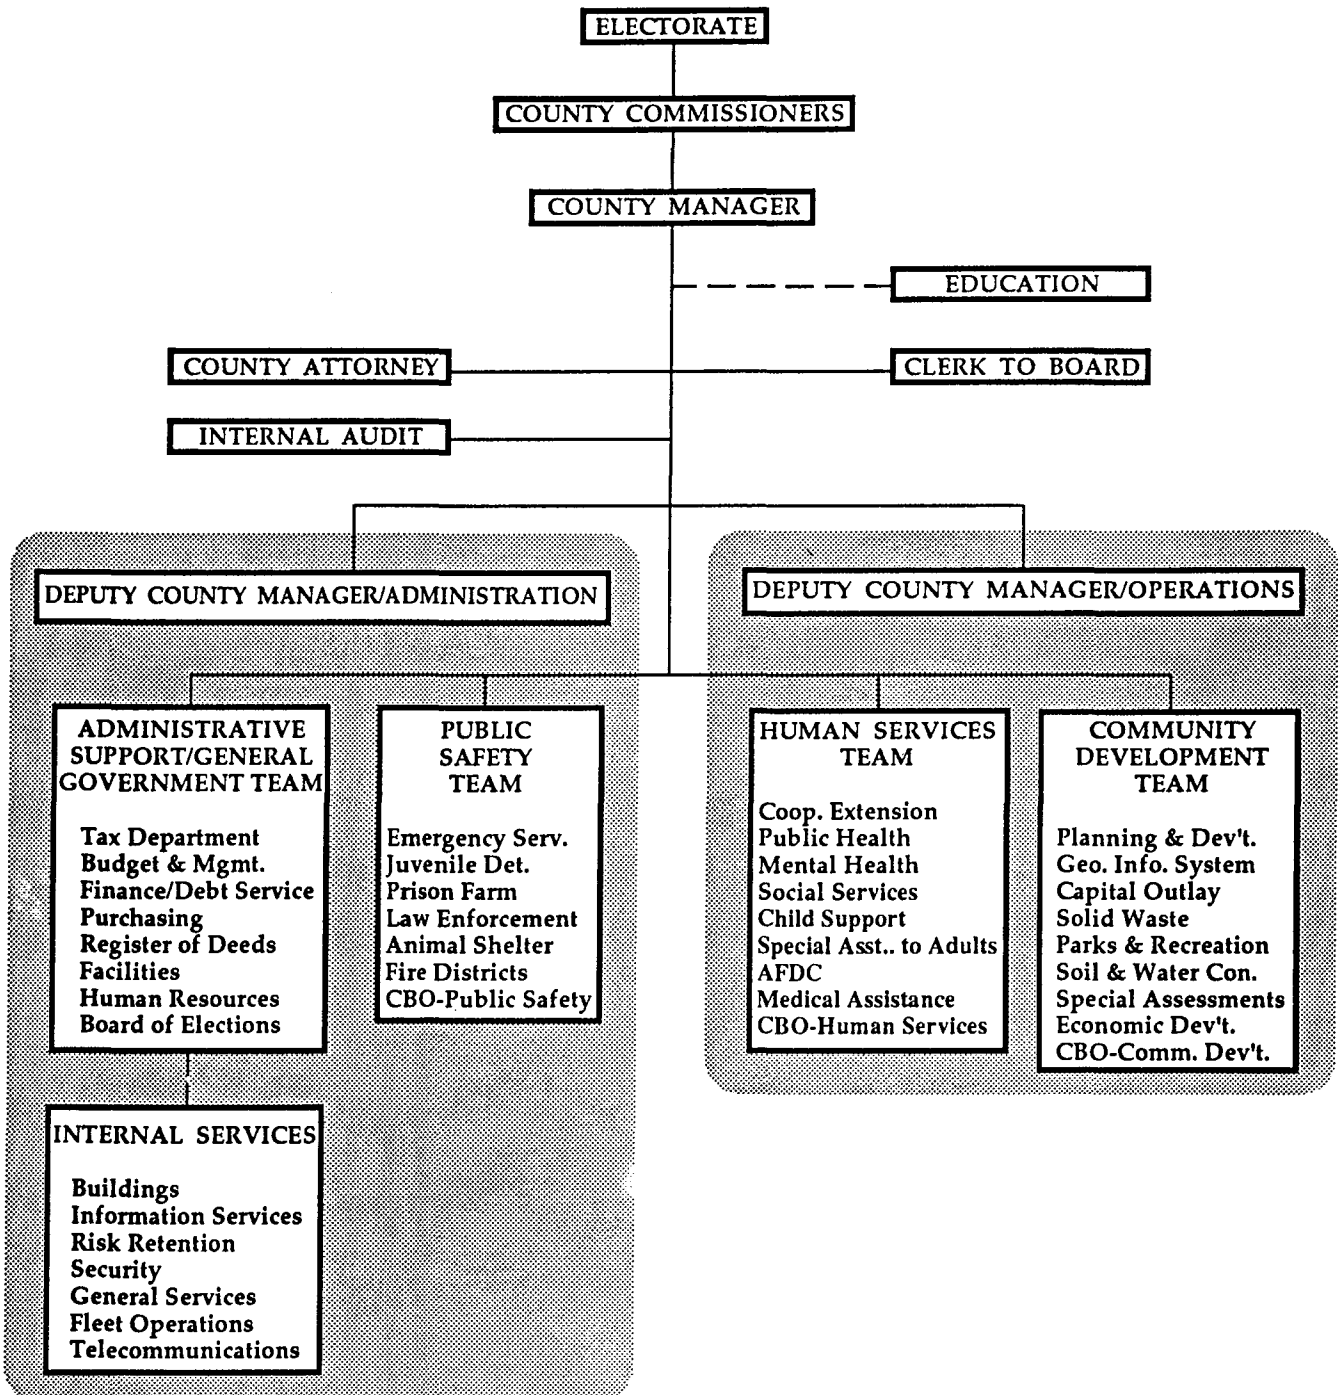 ELECTORATE
COUNTY COMMISSIONERS
COUNTY MANAGER
EDUCATION
COUNTY ATTORNEY
CLERK TO BOARD
INTERNAL AUDIT
DEPUTY COUNTY MANAGER/ADMINISTRATION
DEPUTY COUNTY MANAGER/OPERATIONS
ADMINISTRATIVE
SUPPORT/GENERAL
GOVERNMENT TEAM
Tax Department
Budget & Mgmt.
Finance/Debt Service
Purchasing
Register of Deeds
Facilities
Human Resources
Board of Elections
PUBLIC
SAFETY
TEAM
Emergency Serv.
Juvenile Det.
Prison Farm
Law Enforcement
Animal Shelter
Fire Districts
CBO-Public Safety
HUMAN SERVICES
TEAM
Coop. Extension
Public Health
Mental Health
Social Services
Child Support
Special Asst.. to Adults
AFDC
Medical Assistance
CBO-Human Services
COMMUNITY
DEVELOPMENT
TEAM
Planning & Dev't.
Geo. Info. System
Capital Outlay
Solid Waste
Parks & Recreation
Soil & Water Con.
Special Assessments
Economic Dev't.
CBO-Comm. Dev't.
INTERNAL SERVICES
Buildings
Information Services
Risk Retention
Security
General Services
Fleet Operations
Telecommunications